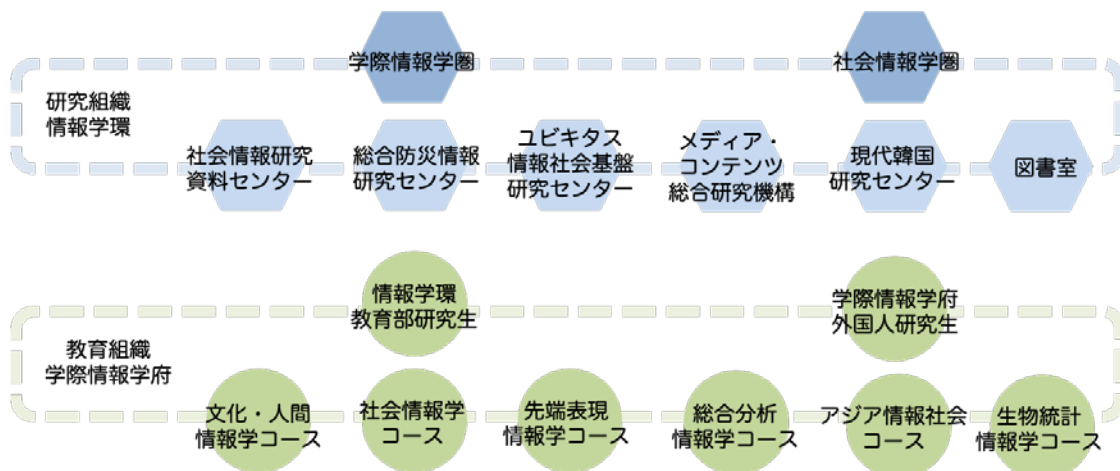 学際情報学圏
社会情報学圏
研究組織
情報学環
社会情報研究
資料センター
総合防災情報
研究センター
ユビキタス
情報社会基盤
研究センター
メディア・
コンテンツ
総合研究機構
現代韓国
研究センター
図書室
情報学環
教育部研究生
学際情報学府
外国人研究生
教育組織
学際情報学府
文化・人間
情報学コース
社会情報学
コース
先端表現
情報学コース
総合分析
情報学コース
アジア情報社会
コース
生物統計
情報学コース